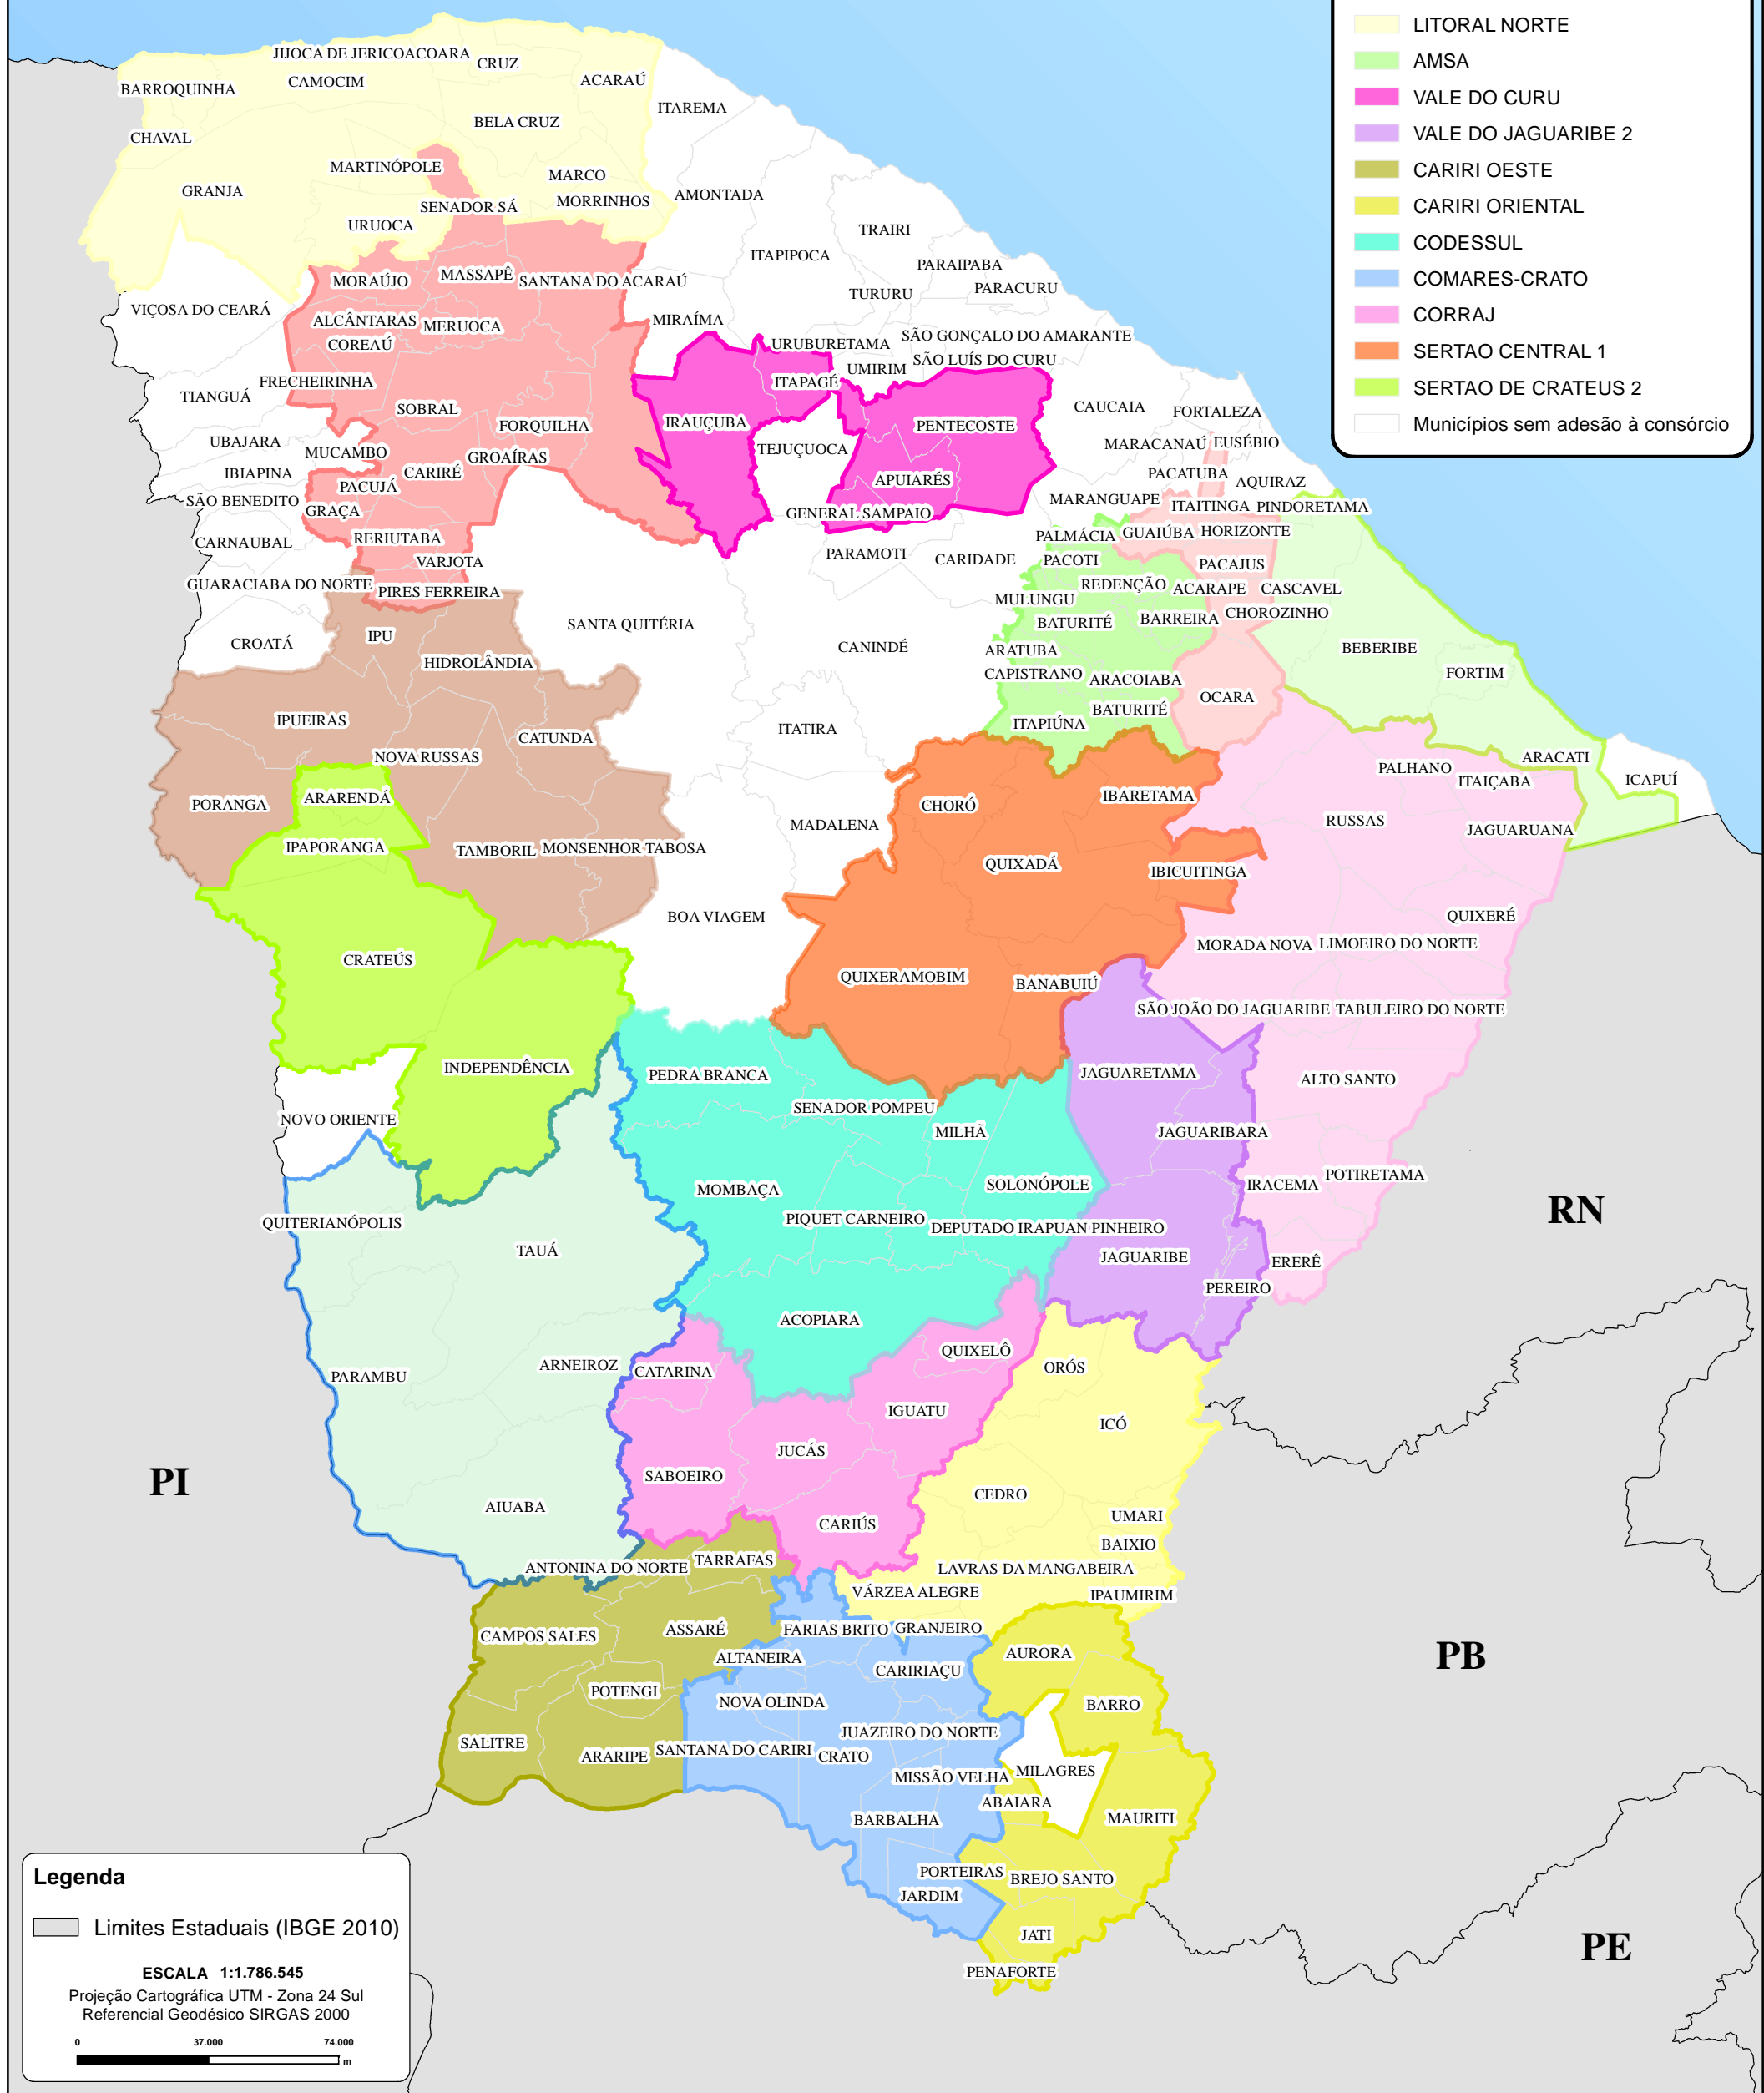 LITORAL NORTE
AMSA
VALE DO CURU
VALE DO JAGUARIBE 2
CARIRI OESTE
CARIRI ORIENTAL
CODESSUL
COMARES-CRATO
CORRAJ
SERTAO CENTRAL 1
SERTAO DE CRATEUS 2
Municípios sem adesão à consórcio
JIJOCA DE JERICOACOARA
CRUZ
BARROQUINHA
CAMOCIM
ACARAÚ
ITAREMA
CHAVAL
BELA CRUZ
MARTINÓPOLE
MARCO
GRANJA
SENADOR SÁ
MORRINHOS
AMONTADA
URUOCA
TRAIRI
ITAPIPOCA
PARAIPABA
MORAÚJO
MASSAPÊ
SANTANA DO ACARAÚ
TURURU
PARACURU
VIÇOSA DO CEARÁ
ALCÂNTARAS
MERUOCA
MIRAÍMA
COREAÚ
URUBURETAMA
SÃO GONÇALO DO AMARANTE
SÃO LUÍS DO CURU
UMIRIM
FRECHEIRINHA
ITAPAGÉ
TIANGUÁ
SOBRAL
CAUCAIA
FORTALEZA
FORQUILHA
IRAUÇUBA
PENTECOSTE
UBAJARA
MUCAMBO
GROAÍRAS
TEJUÇUOCA
MARACANAÚ
EUSÉBIO
IBIAPINA
CARIRÉ
PACATUBA
AQUIRAZ
PACUJÁ
APUIARÉS
SÃO BENEDITO
GRAÇA
GENERAL SAMPAIO
MARANGUAPE
ITAITINGA
PINDORETAMA
CARNAUBAL
RERIUTABA
PALMÁCIA
GUAIÚBA
HORIZONTE
VARJOTA
PARAMOTI
CARIDADE
PACOTI
PACAJUS
GUARACIABA DO NORTE
PIRES FERREIRA
REDENÇÃO
ACARAPE
CASCAVEL
MULUNGU
CHOROZINHO
CROATÁ
IPU
SANTA QUITÉRIA
BATURITÉ
BARREIRA
CANINDÉ
ARATUBA
BEBERIBE
HIDROLÂNDIA
CAPISTRANO
ARACOIABA
FORTIM
OCARA
IPUEIRAS
BATURITÉ
ITAPIÚNA
ITATIRA
CATUNDA
NOVA RUSSAS
ARACATI
PALHANO
ITAIÇABA
ICAPUÍ
PORANGA
ARARENDÁ
CHORÓ
IBARETAMA
MADALENA
RUSSAS
JAGUARUANA
IPAPORANGA
TAMBORIL
MONSENHOR TABOSA
QUIXADÁ
IBICUITINGA
BOA VIAGEM
QUIXERÉ
MORADA NOVA
LIMOEIRO DO NORTE
CRATEÚS
QUIXERAMOBIM
BANABUIÚ
SÃO JOÃO DO JAGUARIBE
TABULEIRO DO NORTE
INDEPENDÊNCIA
PEDRA BRANCA
JAGUARETAMA
ALTO SANTO
SENADOR POMPEU
NOVO ORIENTE
MILHÃ
JAGUARIBARA
MOMBAÇA
SOLONÓPOLE
IRACEMA
POTIRETAMA
RN
QUITERIANÓPOLIS
PIQUET CARNEIRO
DEPUTADO IRAPUAN PINHEIRO
TAUÁ
JAGUARIBE
ERERÊ
PEREIRO
ACOPIARA
QUIXELÔ
PARAMBU
ARNEIROZ
CATARINA
ORÓS
IGUATU
ICÓ
JUCÁS
PI
SABOEIRO
CEDRO
AIUABA
CARIÚS
UMARI
BAIXIO
ANTONINA DO NORTE
TARRAFAS
LAVRAS DA MANGABEIRA
VÁRZEA ALEGRE
IPAUMIRIM
CAMPOS SALES
ASSARÉ
FARIAS BRITO
GRANJEIRO
ALTANEIRA
AURORA
PB
CARIRIAÇU
POTENGI
NOVA OLINDA
BARRO
JUAZEIRO DO NORTE
SALITRE
ARARIPE
SANTANA DO CARIRI
CRATO
MISSÃO VELHA
MILAGRES
ABAIARA
BARBALHA
MAURITI
PORTEIRAS
BREJO SANTO
JARDIM
JATI
PE
PENAFORTE
Legenda
Limites Estaduais (IBGE 2010)
ESCALA 1:1.786.545
Projeção Cartográfica UTM - Zona 24 Sul
Referencial Geodésico SIRGAS 2000
0 37.000 74.000
m